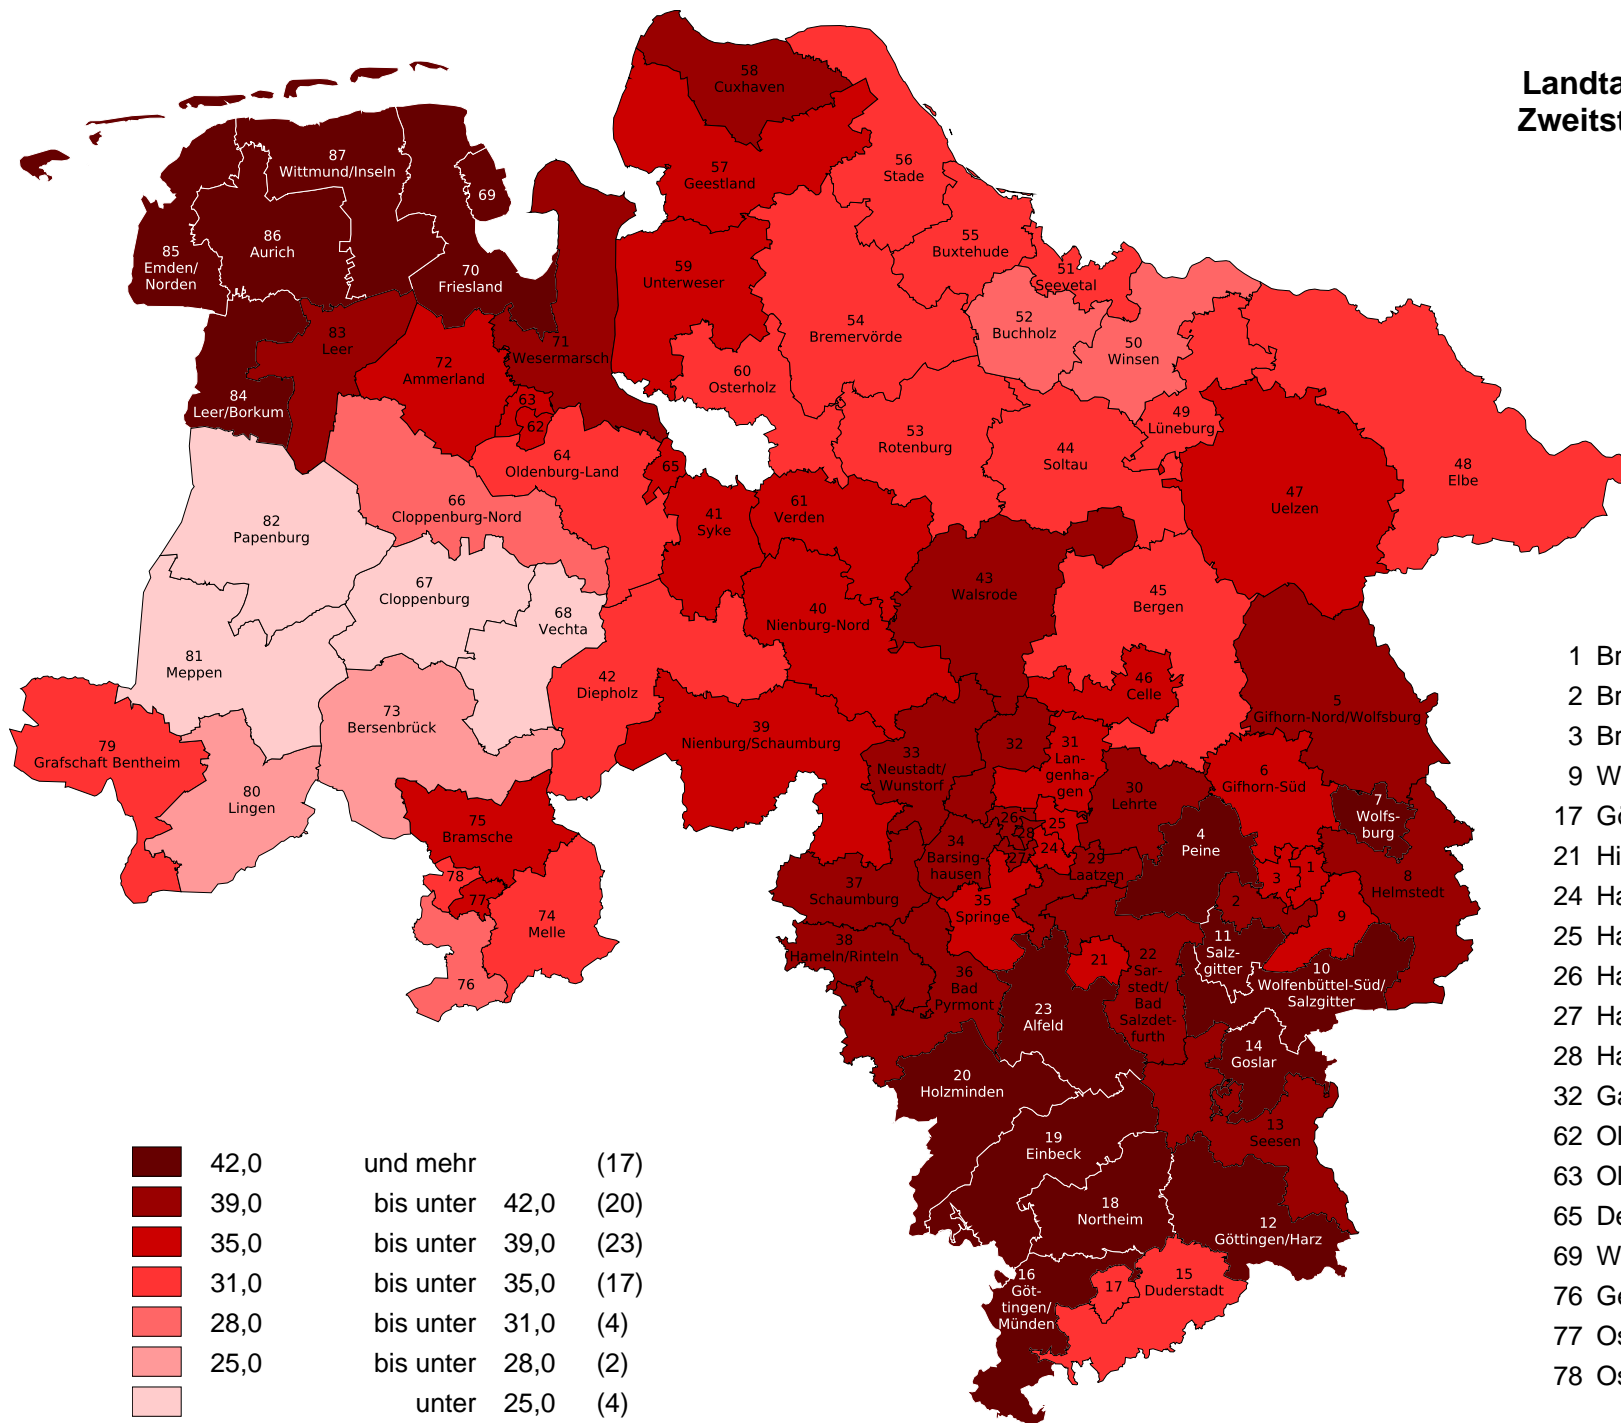 Landta
Zweitst
58
Cuxhaven
87
Wittmund/Inseln
69
57
Geestland
56
Stade
86
Aurich
85
Emden/
Norden
70
Friesland
55
Buxtehude
59
Unterweser
51
Seevetal
52
Buchholz
54
Bremervörde
50
Winsen
83
Leer
71
Wesermarsch
72
Ammerland
60
Osterholz
84
Leer/Borkum
63
62
49
Lüneburg
53
Rotenburg
44
Soltau
64
Oldenburg-Land
65
48
Elbe
47
Uelzen
66
Cloppenburg-Nord
41
Syke
61
Verden
82
Papenburg
67
Cloppenburg
43
Walsrode
45
Bergen
68
Vechta
40
Nienburg-Nord
81
Meppen
42
Diepholz
46
Celle
5
Gifhorn-Nord/Wolfsburg
73
Bersenbrück
39
Nienburg/Schaumburg
79
Grafschaft Bentheim
33
Neustadt/
Wunstorf
32
31
Lan-
genha-
gen
6
Gifhorn-Süd
30
Lehrte
7
Wolfs-
burg
80
Lingen
75
Bramsche
26
28
25
24
27
34
Barsing-
hausen
4
Peine
29
Laatzen
3
1
8
Helmstedt
78
77
37
Schaumburg
35
Springe
2
9
74
Melle
38
Hameln/Rinteln
11
Salz-
gitter
21
22
Sar-
stedt/
Bad
Salzdet-
furth
10
Wolfenbüttel-Süd/
Salzgitter
76
36
Bad
Pyrmont
23
Alfeld
14
Goslar
20
Holzminden
13
Seesen
19
Einbeck
18
Northeim
12
Göttingen/Harz
16
Göt-
tingen/
Münden
17
15
Duderstadt
1 Br
2 Br
3 Br
9 W
17 Gö
21 Hi
24 Ha
25 Ha
26 Ha
27 Ha
28 Ha
32 Ga
62 Ol
63 Ol
65 De
69 W
76 Ge
77 Os
78 Os
42,0 und mehr (17)
39,0 bis unter 42,0 (20)
35,0 bis unter 39,0 (23)
31,0 bis unter 35,0 (17)
28,0 bis unter 31,0 (4)
25,0 bis unter 28,0 (2)
unter 25,0 (4)